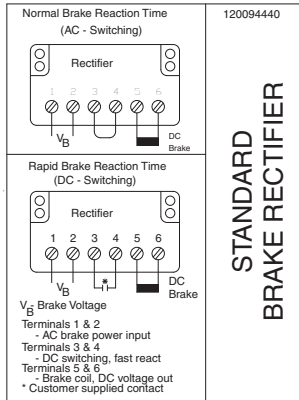 Normal Brake Reaction Time
(AC - Switching)
Rectifier
1 2 3 4 5 6
VB
DC
Brake
Rapid Brake Reaction Time
(DC - Switching)
Rectifier
1 2 3 4 5 6
*
VB
DC
Brake
VB- Brake Voltage
Terminals 1 & 2
- AC brake power input
Terminals 3 & 4
- DC switching, fast react
Terminals 5 & 6
- Brake coil, DC voltage out
* Customer supplied contact
120094440
STANDARD
BRAKE RECTIFIER